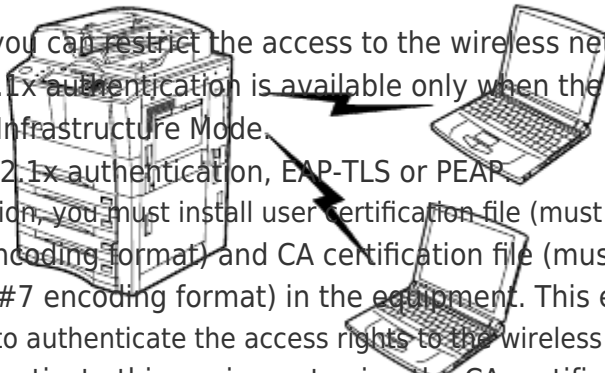 you can restrict the access to the wireless ne
.1x authentication is available only when the
Infrastructure Mode.
2.1x authentication, EAP-TLS or PEAP.
ion, you must install user certification file (must
ncoding format) and CA certification file (mus
#7 encoding format) in the equipment. This e
to authenticate the access rights to the wireless